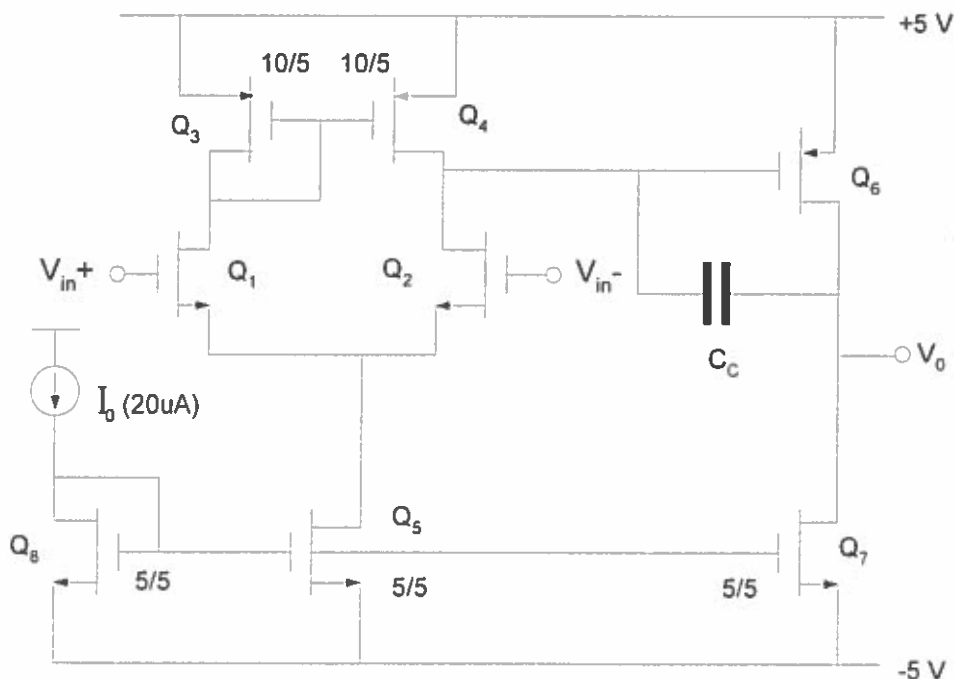 +5 V
10/5 10/5
Q3
Q4
Q6
Vin+
Q1
Q2
Vin-
CC
V0
I0 (20uA)
Q8
Q5
Q7
5/5
5/5
5/5
-5 V